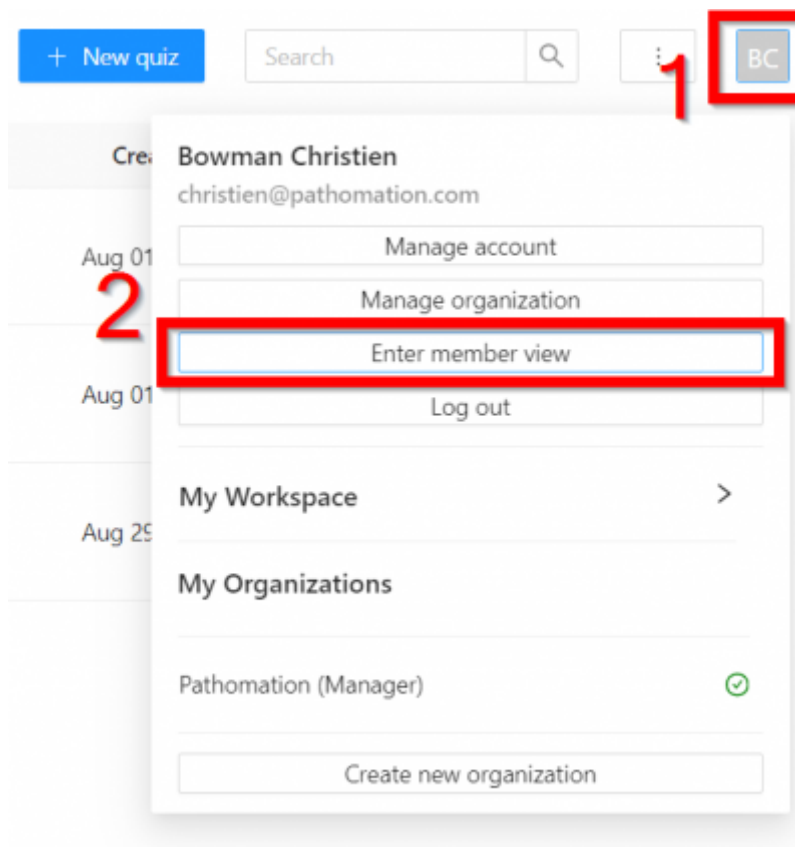 + New quiz
Search
1
BC
Crea
Bowman Christien
christien@pathomation.com
Manage account
Aug 01
2
Manage organization
Enter member view
Aug 01
Log out
My Workspace
Aug 29
My Organizations
Pathomation (Manager)
Create new organization